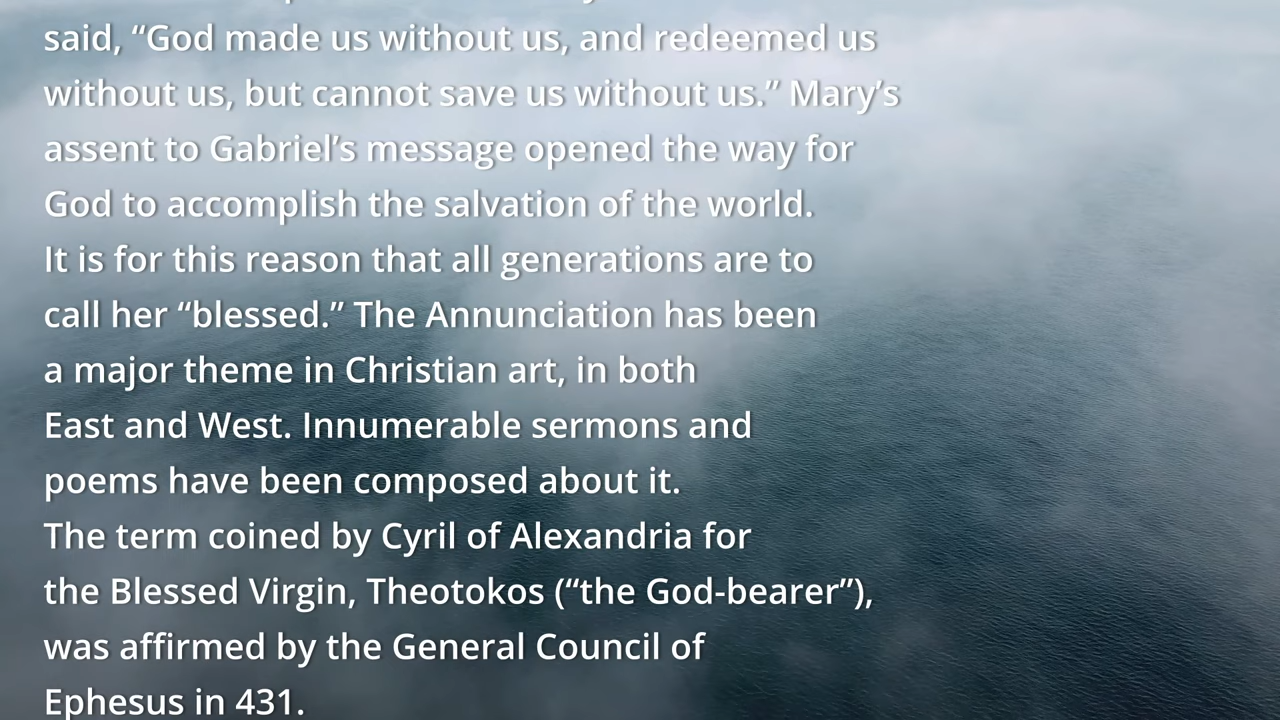 said, “God made us without us, and redeemed us
without us, but cannot save us without us.” Mary’s
assent to Gabriel’s message opened the way for
God to accomplish the salvation of the world.
It is for this reason that all generations are to
call her “blessed.” The Annunciation has been
a major theme in Christian art, in both
East and West. Innumerable sermons and
poems have been composed about it.
The term coined by Cyril of Alexandria for
the Blessed Virgin, Theotokos (“the God-bearer”),
was affirmed by the General Council of
Ephesus in 431.